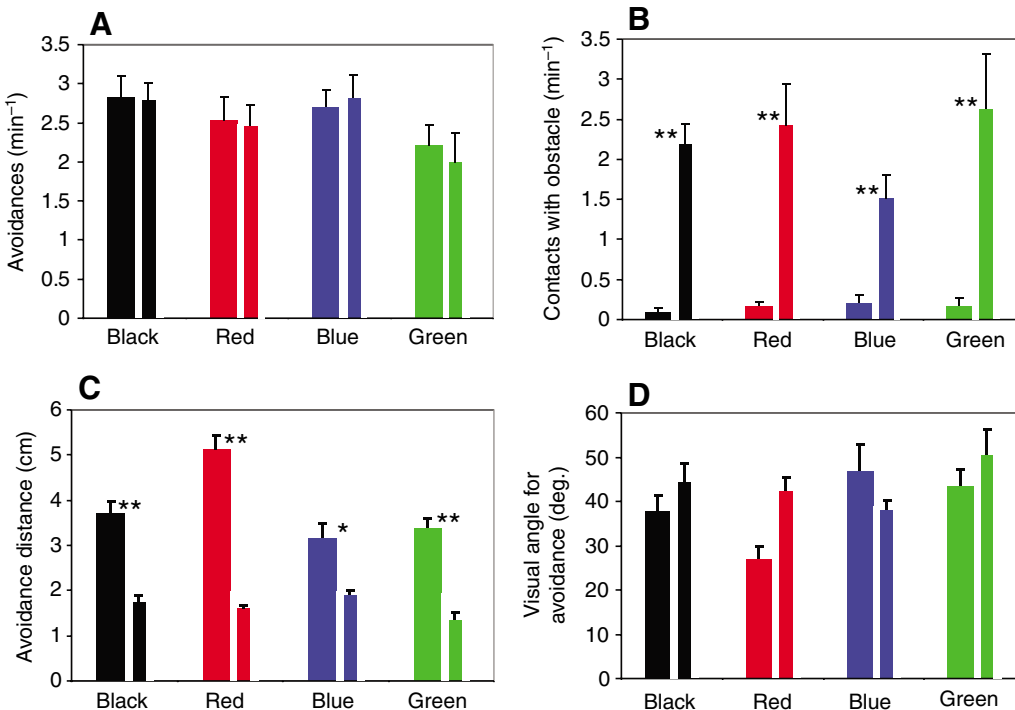 A
Avoidances (min⁻¹)
3.5
3
2.5
2
1.5
1
0.5
0
Black Red Blue Green
B
Contacts with obstacle (min⁻¹)
3.5
3
2.5
2
1.5
1
0.5
0
**
**
**
**
Black Red Blue Green
C
Avoidance distance (cm)
6
5
4
3
2
1
0
**
**
*
**
Black Red Blue Green
D
Visual angle for
avoidance (deg.)
60
50
40
30
20
10
0
Black Red Blue Green